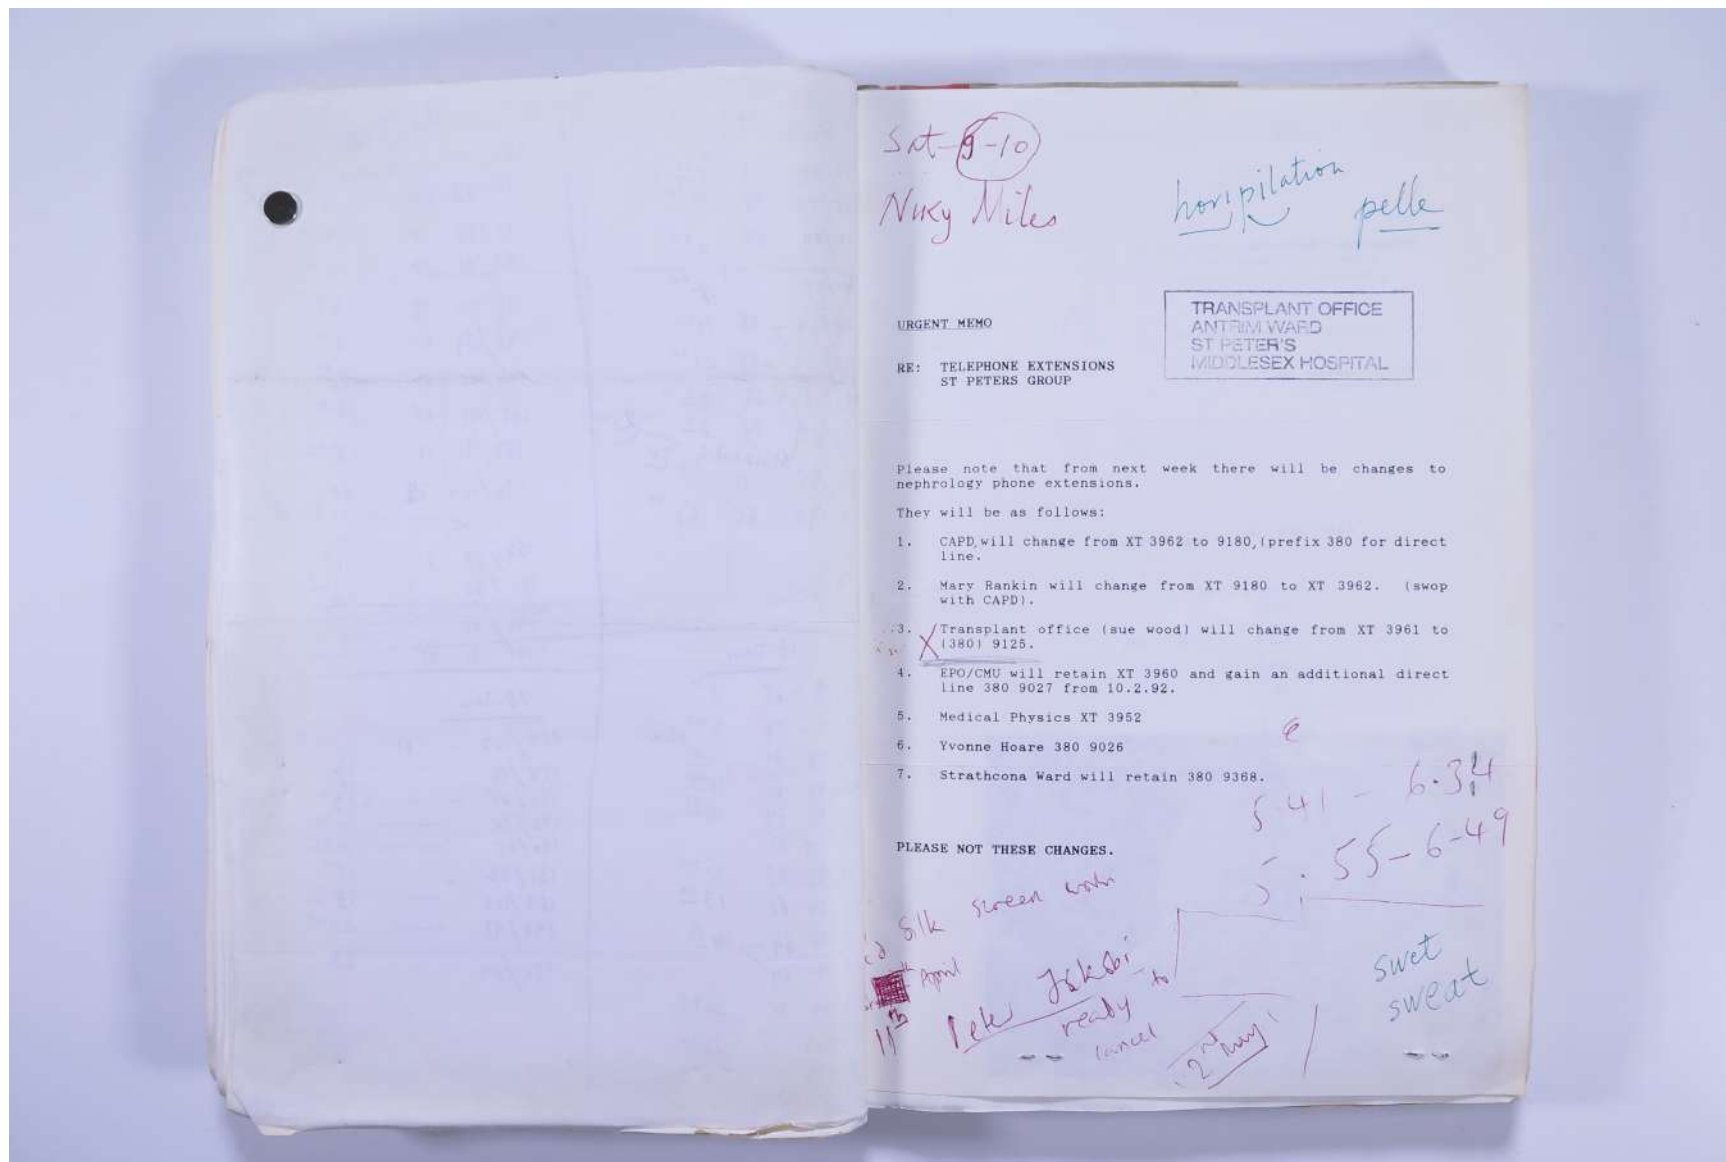 Sat 9-10
Nicky Miles
horripilation
pelle
TRANSPLANT OFFICE
ANTRIM WARD
ST PETER'S
MIDDLESEX HOSPITAL
URGENT MEMO
RE: TELEPHONE EXTENSIONS
ST PETERS GROUP
Please note that from next week there will be changes to
nephrology phone extensions.
They will be as follows:
1. CAPD, will change from XT 3962 to 9180, (prefix 380 for direct
line.
2. Mary Rankin will change from XT 9180 to XT 3962. (swop
with CAPD).
3. Transplant office (sue wood) will change from XT 3961 to
(380) 9125.
4. EPO/CMU will retain XT 3960 and gain an additional direct
line 380 9027 from 10.2.92.
5. Medical Physics XT 3952
6. Yvonne Hoare 380 9026
7. Strathcona Ward will retain 380 9368.
e
5.41 - 6.34
5.55-6-49
PLEASE NOT THESE CHANGES.
Silk screen
April
11th
Peter
ready to
cancel
2nd May
swet
sweat